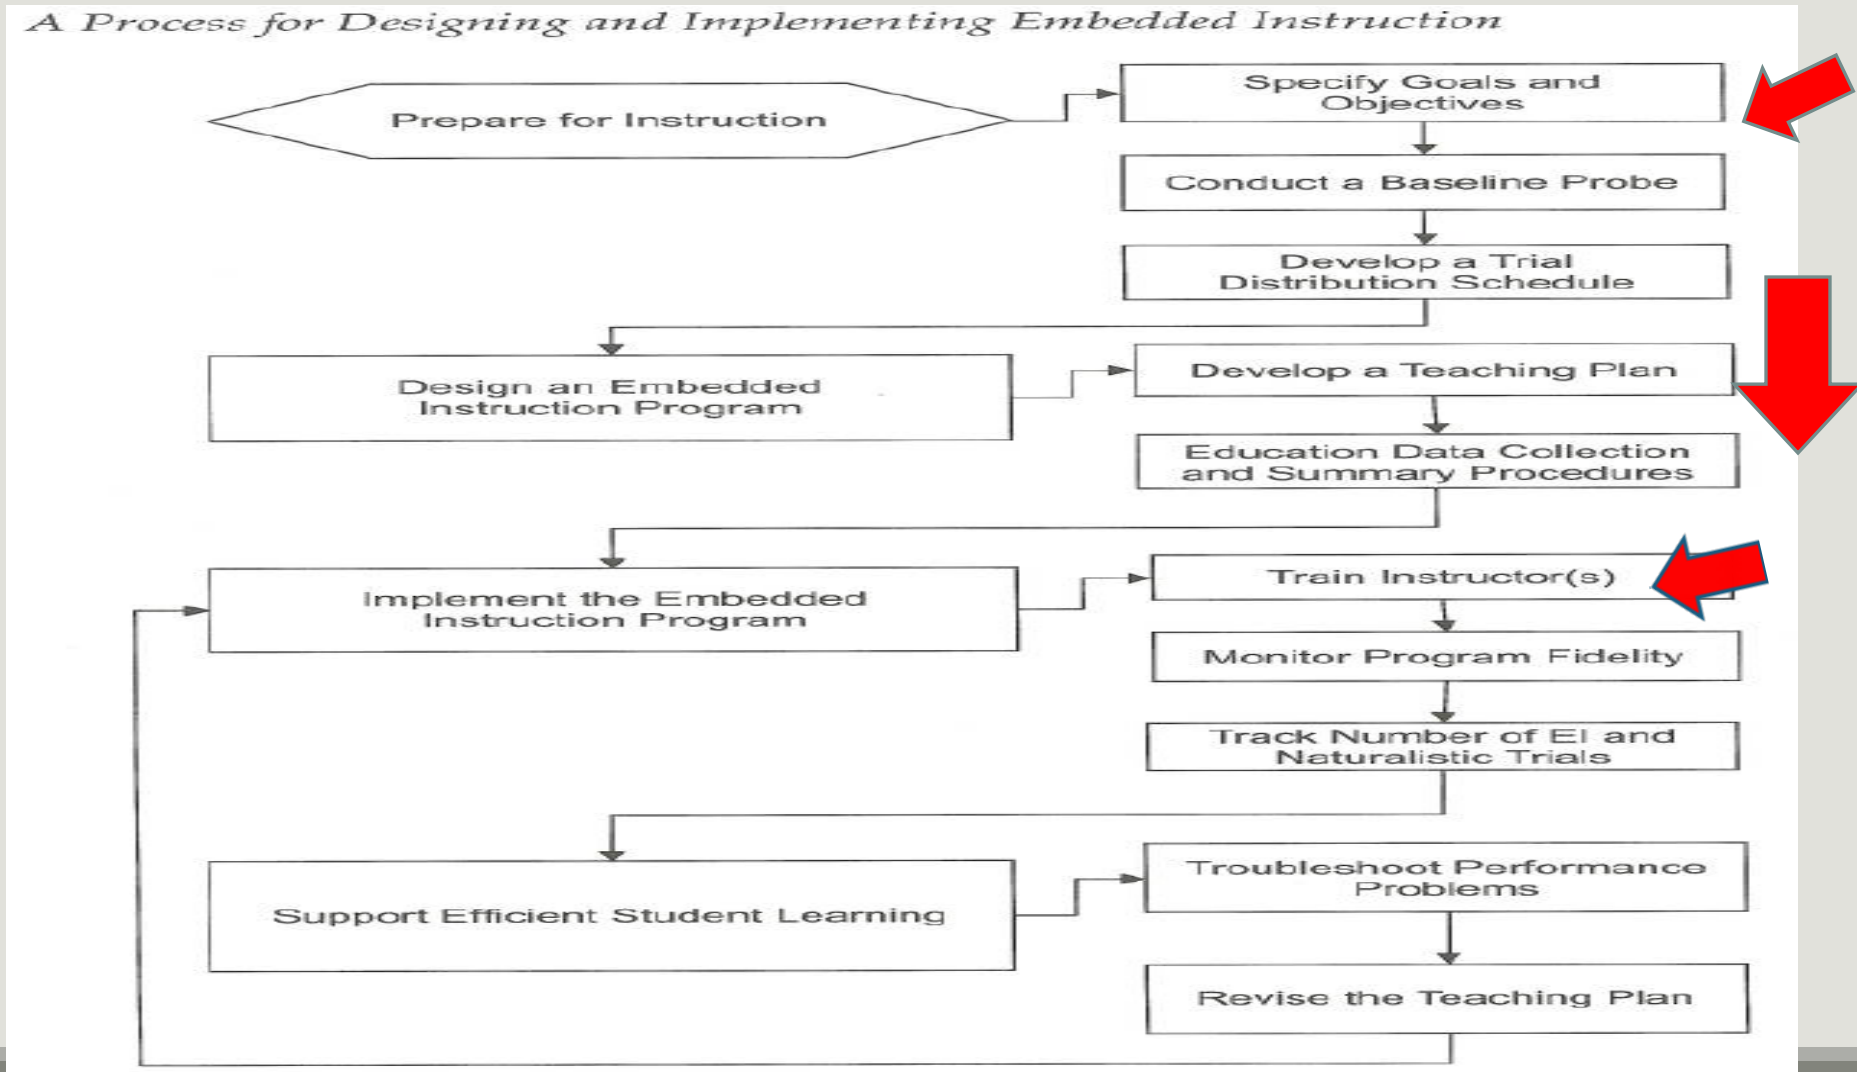 A Process for Designing and Implementing Embedded Instruction
Prepare for Instruction
Specify Goals and
Objectives
Conduct a Baseline Probe
Develop a Trial
Distribution Schedule
Design an Embedded
Instruction Program
Develop a Teaching Plan
Education Data Collection
and Summary Procedures
Implement the Embedded
Instruction Program
Train Instructor(s)
Monitor Program Fidelity
Track Number of EI and
Naturalistic Trials
Support Efficient Student Learning
Troubleshoot Performance
Problems
Revise the Teaching Plan